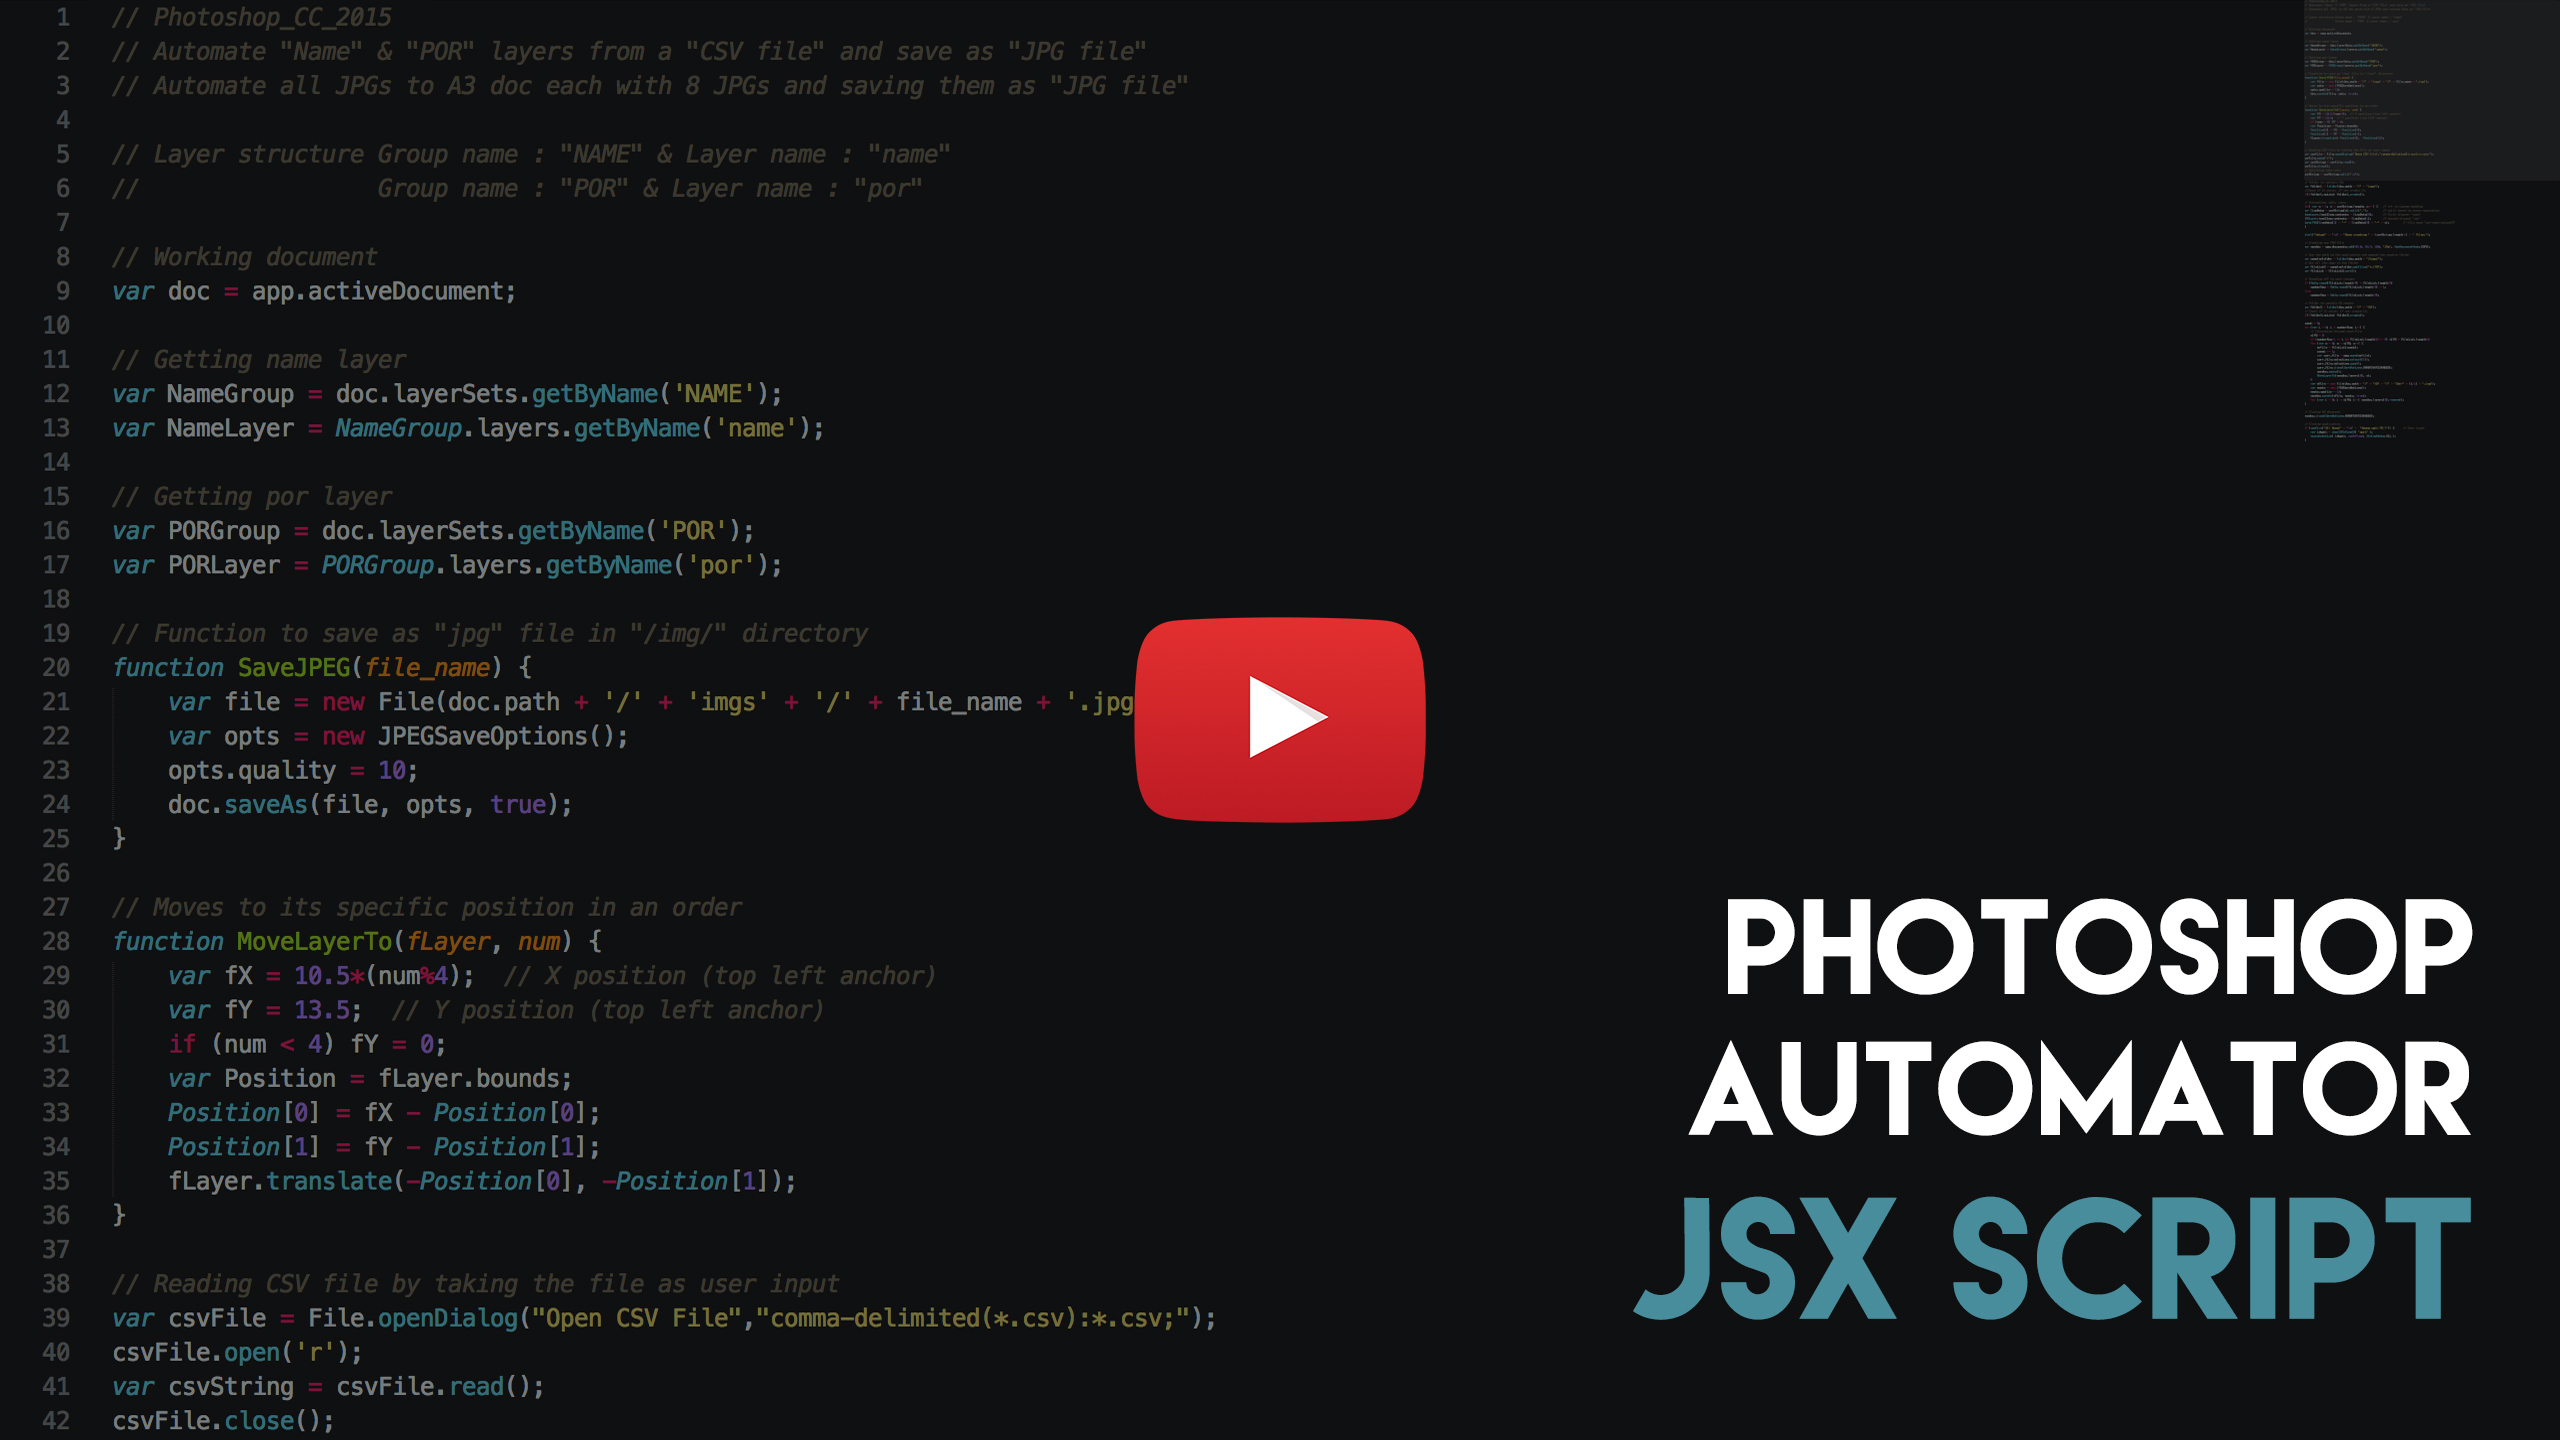 1 // Photoshop_CC_2015
2 // Automate "Name" & "POR" layers from a "CSV file" and save as "JPG file"
3 // Automate all JPGs to A3 doc each with 8 JPGs and saving them as "JPG file"
4
5 // Layer structure Group name : "NAME" & Layer name : "name"
6 //                 Group name : "POR" & Layer name : "por"
7
8 // Working document
9 var doc = app.activeDocument;
10
11 // Getting name layer
12 var NameGroup = doc.layerSets.getByName('NAME');
13 var NameLayer = NameGroup.layers.getByName('name');
14
15 // Getting por layer
16 var PORGroup = doc.layerSets.getByName('POR');
17 var PORLayer = PORGroup.layers.getByName('por');
18
19 // Function to save as "jpg" file in "/img/" directory
20 function SaveJPEG(file_name) {
21     var file = new File(doc.path + '/' + 'imgs' + '/' + file_name + '.jpg
22     var opts = new JPEGSaveOptions();
23     opts.quality = 10;
24     doc.saveAs(file, opts, true);
25 }
26
27 // Moves to its specific position in an order
28 function MoveLayerTo(fLayer, num) {
29     var fX = 10.5*(num%4);  // X position (top left anchor)
30     var fY = 13.5;  // Y position (top left anchor)
31     if (num < 4) fY = 0;
32     var Position = fLayer.bounds;
33     Position[0] = fX - Position[0];
34     Position[1] = fY - Position[1];
35     fLayer.translate(-Position[0], -Position[1]);
36 }
37
38 // Reading CSV file by taking the file as user input
39 var csvFile = File.openDialog("Open CSV File","comma-delimited(*.csv):*.csv;");
40 csvFile.open('r');
41 var csvString = csvFile.read();
42 csvFile.close();
PHOTOSHOP
AUTOMATOR
JSX SCRIPT